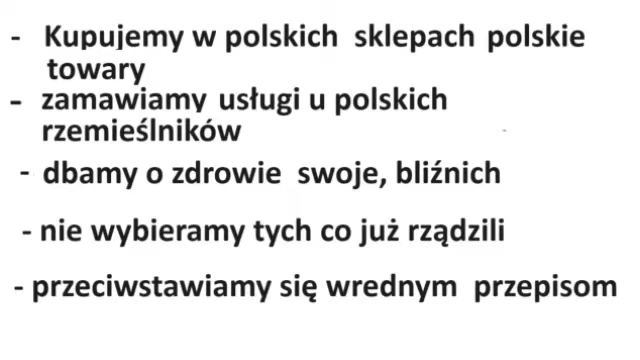 - Kupujemy w polskich sklepach polskie
towary
- zamawiamy usługi u polskich
rzemieślników
- dbamy o zdrowie swoje, bliźnich
- nie wybieramy tych co już rządzili
- przeciwstawiamy się wrednym przepisom